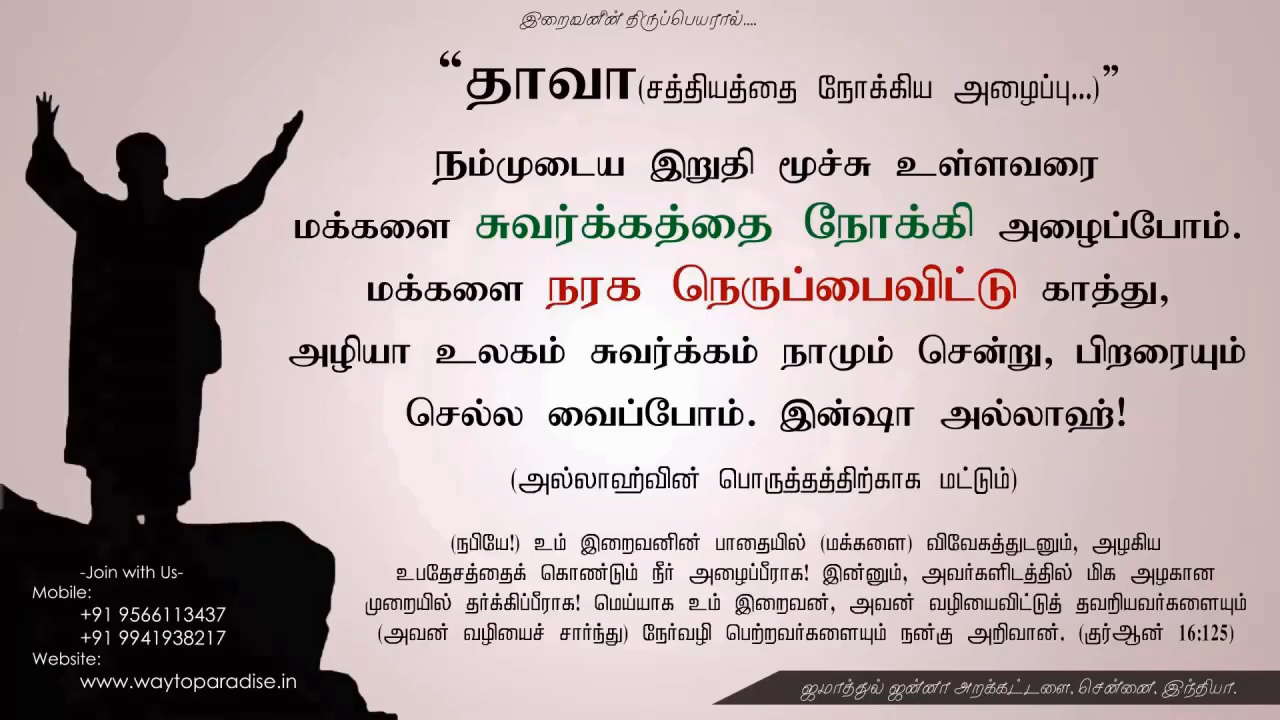 இறைவனின் திருப்பெயரால்....
“தாவா(சத்தியத்தை நோக்கிய அழைப்பு...)”
நம்முடைய இறுதி மூச்சு உள்ளவரை
மக்களை சுவர்க்கத்தை நோக்கி அழைப்போம்.
மக்களை நரக நெருப்பைவிட்டு காத்து,
அழியா உலகம் சுவர்க்கம் நாமும் சென்று, பிறரையும்
செல்ல வைப்போம். இன்ஷா அல்லாஹ்!
(அல்லாஹ்வின் பொருத்தத்திற்காக மட்டும்)
(நபியே!) உம் இறைவனின் பாதையில் (மக்களை) விவேகத்துடனும், அழகிய
உபதேசத்தைக் கொண்டும் நீர் அழைப்பீராக! இன்னும், அவர்களிடத்தில் மிக அழகான
முறையில் தர்க்கிப்பீராக! மெய்யாக உம் இறைவன், அவன் வழியைவிட்டுத் தவறியவர்களையும்
(அவன் வழியைச் சார்ந்து) நேர்வழி பெற்றவர்களையும் நன்கு அறிவான். (குர்ஆன் 16:125)
-Join with Us-
Mobile:
+91 9566113437
+91 9941938217
Website:
www.waytoparadise.in
ஜமாத்துல் ஜன்னா அறக்கட்டளை, சென்னை, இந்தியா.